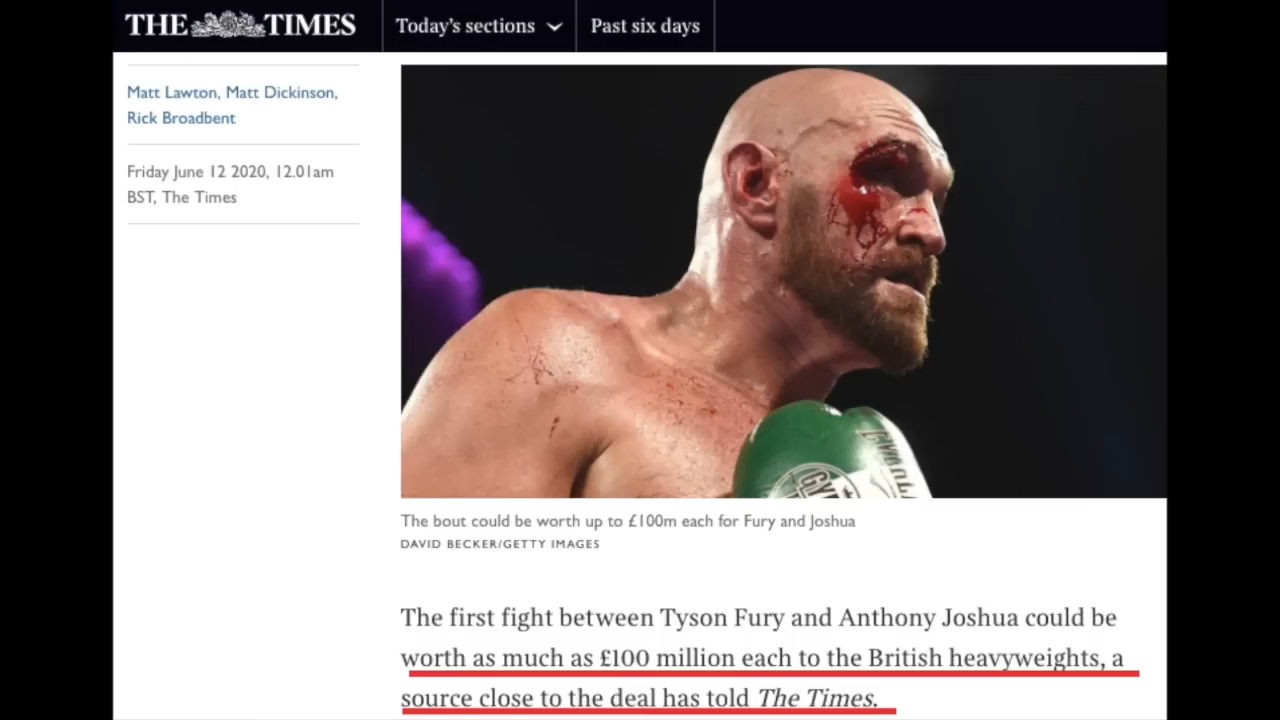 THE TIMES
Today's sections
Past six days
Matt Lawton, Matt Dickinson,
Rick Broadbent
Friday June 12 2020, 12.01am
BST, The Times
The bout could be worth up to £100m each for Fury and Joshua
DAVID BECKER/GETTY IMAGES
The first fight between Tyson Fury and Anthony Joshua could be
worth as much as £100 million each to the British heavyweights, a
source close to the deal has told The Times.